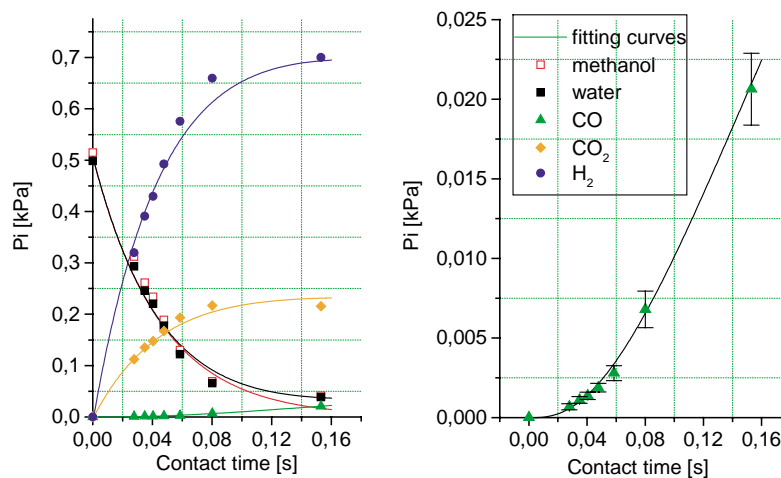 Pi [kPa]
0,7
0,6
0,5
0,4
0,3
0,2
0,1
0,0
0,00 0,04 0,08 0,12 0,16
Contact time [s]
Pi [kPa]
0,025
0,020
0,015
0,010
0,005
0,000
0,00 0,04 0,08 0,12 0,16
Contact time [s]
fitting curves
methanol
water
CO
CO₂
H₂